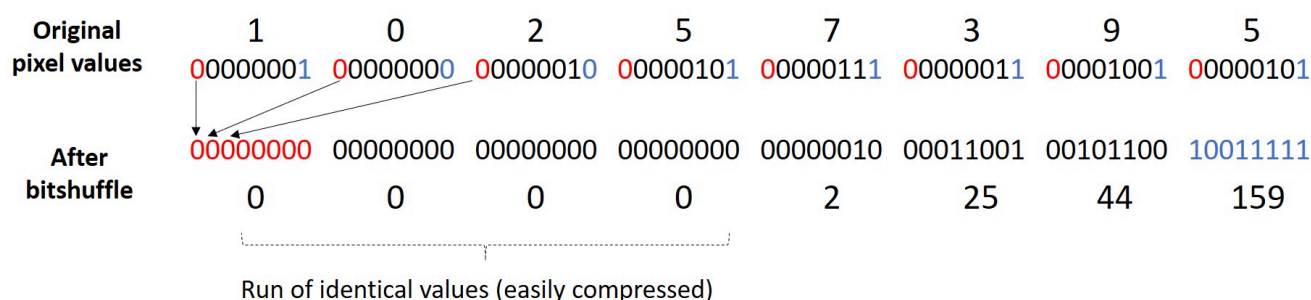 Original 1 0 2 5 7 3 9 5
pixel values 00000001 00000000 00000010 00000101 00000111 00000011 00001001 00000101
After 00000000 00000000 00000000 00000000 00000010 00011001 00101100 10011111
bitshuffle 0 0 0 0 2 25 44 159
Run of identical values (easily compressed)